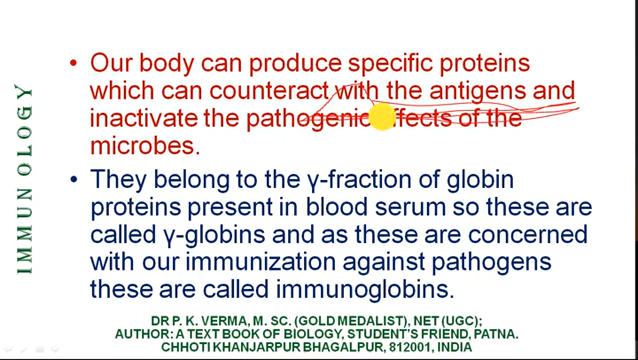 IMMUNOLOGY
• Our body can produce specific proteins
which can counteract with the antigens and
inactivate the pathogenic effects of the
microbes.
• They belong to the γ-fraction of globin
proteins present in blood serum so these are
called γ-globins and as these are concerned
with our immunization against pathogens
these are called immunoglobins.
DR P. K. VERMA, M. SC. (GOLD MEDALIST), NET (UGC);
AUTHOR: A TEXT BOOK OF BIOLOGY, STUDENT'S FRIEND, PATNA.
CHHOTI KHANJARPUR BHAGALPUR, 812001, INDIA